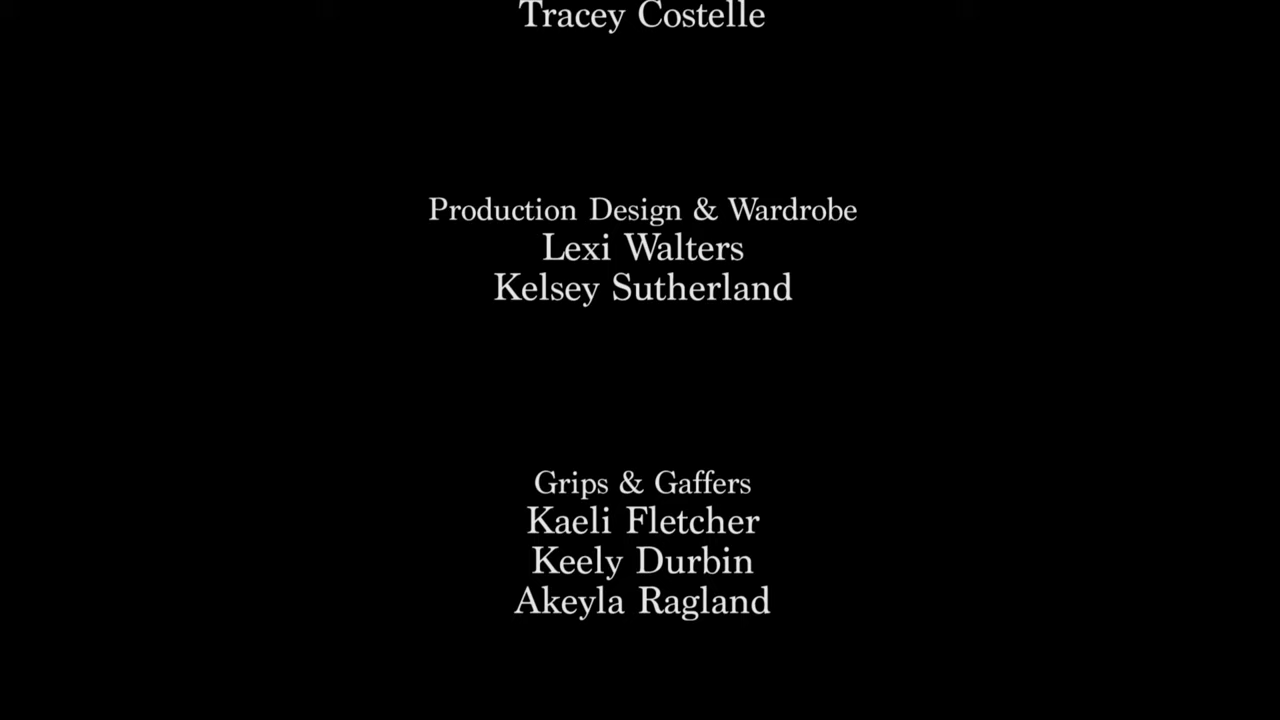 Tracey Costelle
Production Design & Wardrobe
Lexi Walters
Kelsey Sutherland
Grips & Gaffers
Kaeli Fletcher
Keely Durbin
Akeyla Ragland